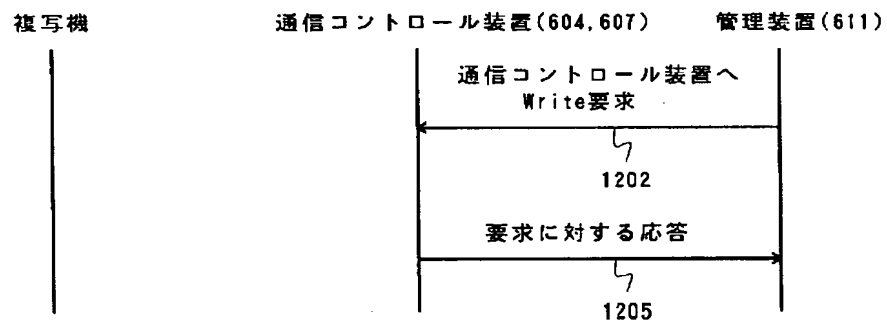 複写機
通信コントロール装置(604,607)
管理装置(611)
通信コントロール装置へ
Write要求
1202
要求に対する応答
1205